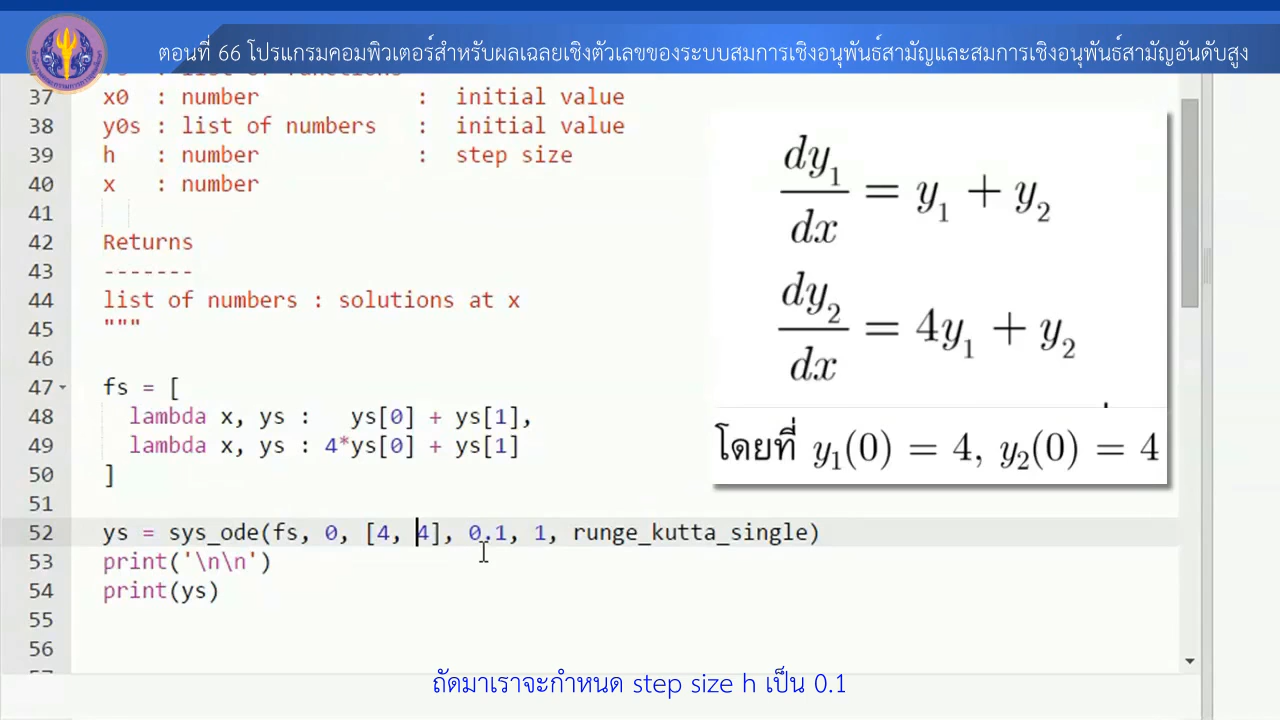 ตอนที่ 66 โปรแกรมคอมพิวเตอร์สำหรับผลเฉลยเชิงตัวเลขของระบบสมการเชิงอนุพันธ์สามัญและสมการเชิงอนุพันธ์สามัญอันดับสูง
37 x0 : number : initial value
38 y0s : list of numbers : initial value
39 h : number : step size
40 x : number
41
42 Returns
43 -------
44 list of numbers : solutions at x
45 """
46
47 fs = [
48 lambda x, ys : ys[0] + ys[1],
49 lambda x, ys : 4*ys[0] + ys[1]
50 ]
51
52 ys = sys_ode(fs, 0, [4, 4], 0.1, 1, runge_kutta_single)
53 print('\n\n')
54 print(ys)
55
56
dy₁/dx = y₁ + y₂
dy₂/dx = 4y₁ + y₂
โดยที่ y₁(0) = 4, y₂(0) = 4
ถัดมาเราจะกำหนด step size h เป็น 0.1